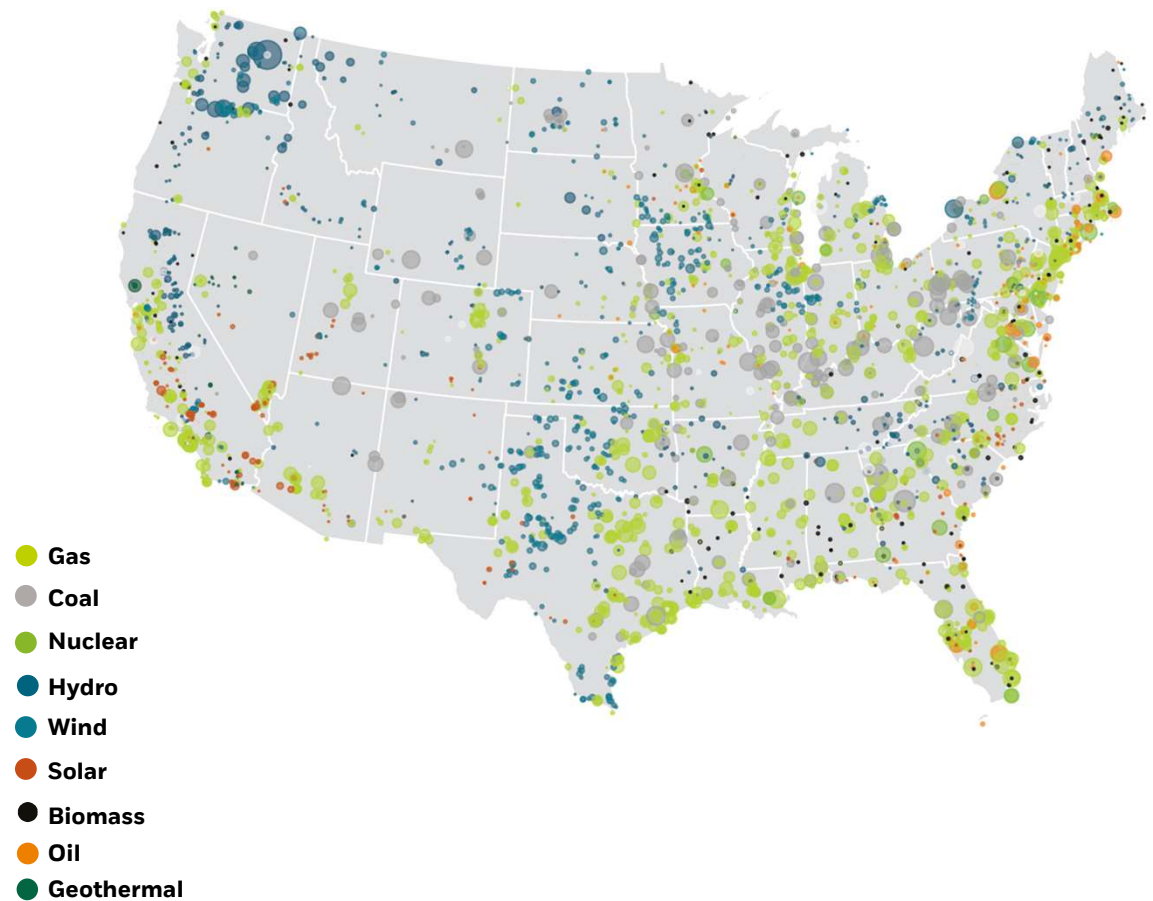 Gas
Coal
Nuclear
Hydro
Wind
Solar
Biomass
Oil
Geothermal